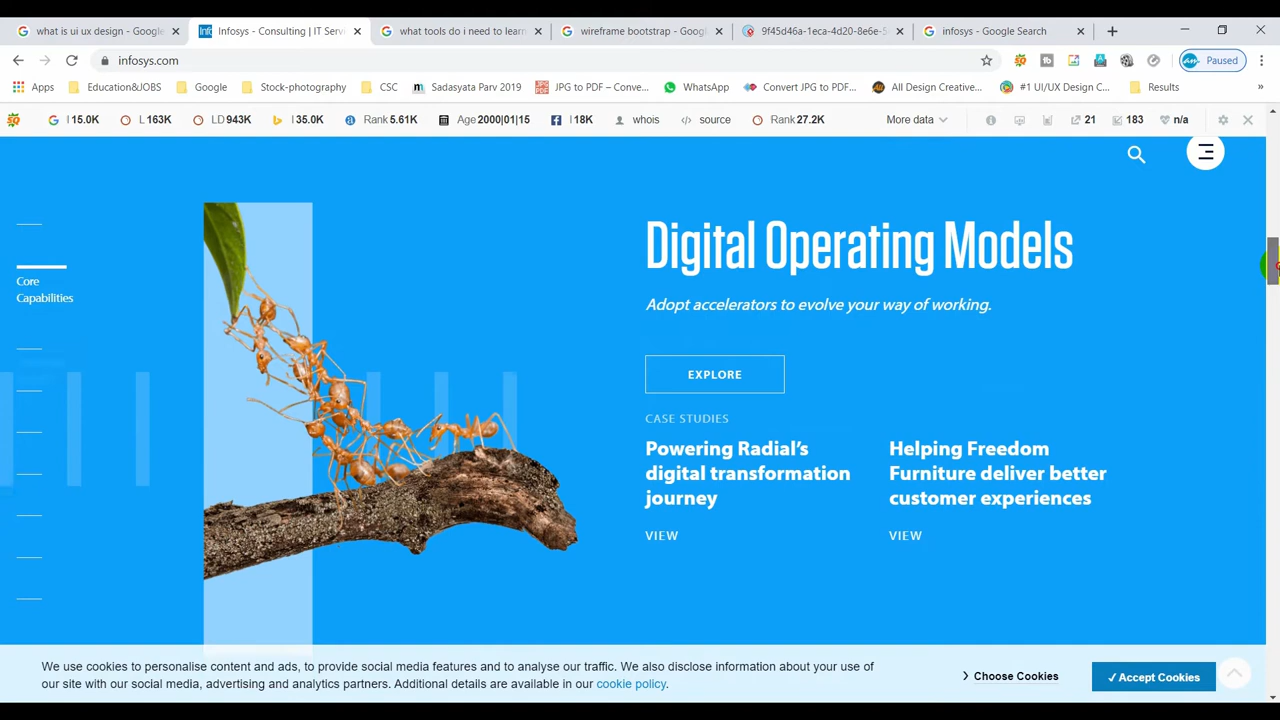 what is ui ux design - Google
Infosys - Consulting | IT Servi
what tools do i need to learn
wireframe bootstrap - Googl
9f45d46a-1eca-4d20-8e6e-5
infosys - Google Search
infosys.com
Paused
Apps
Education&JOBS
Google
Stock-photography
CSC
Sadasyata Parv 2019
JPG to PDF – Conve...
WhatsApp
Convert JPG to PDF...
All Design Creative...
#1 UI/UX Design C...
Results
»
I 15.0K
L 163K
LD 943K
I 35.0K
Rank 5.61K
Age 2000|01|15
I 18K
whois
source
Rank 27.2K
More data
21
183
n/a
Digital Operating Models
Core
Capabilities
Adopt accelerators to evolve your way of working.
EXPLORE
CASE STUDIES
Powering Radial's
digital transformation
journey
VIEW
Helping Freedom
Furniture deliver better
customer experiences
VIEW
We use cookies to personalise content and ads, to provide social media features and to analyse our traffic. We also disclose information about your use of
our site with our social media, advertising and analytics partners. Additional details are available in our cookie policy.
Choose Cookies
✓ Accept Cookies